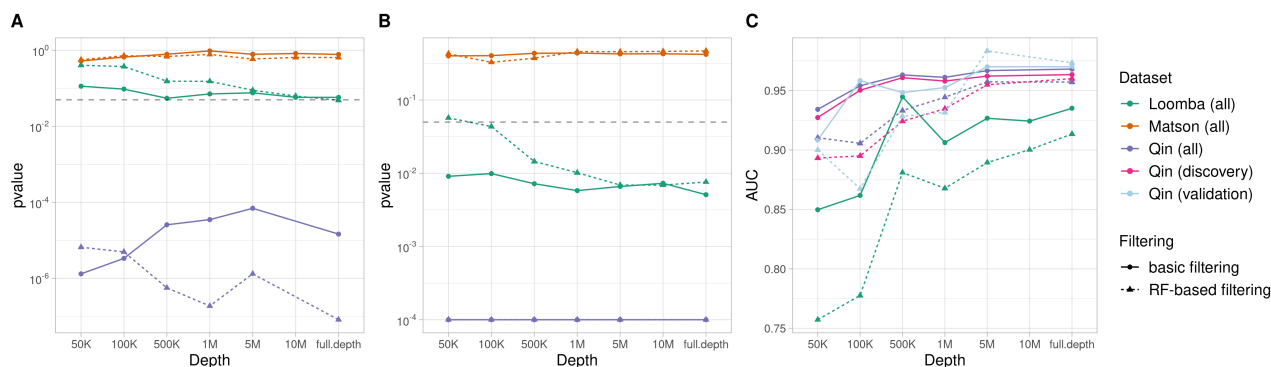 A
B
C
pvalue
10^0
10^-2
10^-4
10^-6
50K 100K 500K 1M 5M 10M full.depth
Depth
pvalue
10^-1
10^-2
10^-3
10^-4
50K 100K 500K 1M 5M 10M full.depth
Depth
AUC
0.95
0.90
0.85
0.80
0.75
50K 100K 500K 1M 5M 10M full.depth
Depth
Dataset
Loomba (all)
Matson (all)
Qin (all)
Qin (discovery)
Qin (validation)
Filtering
basic filtering
RF-based filtering